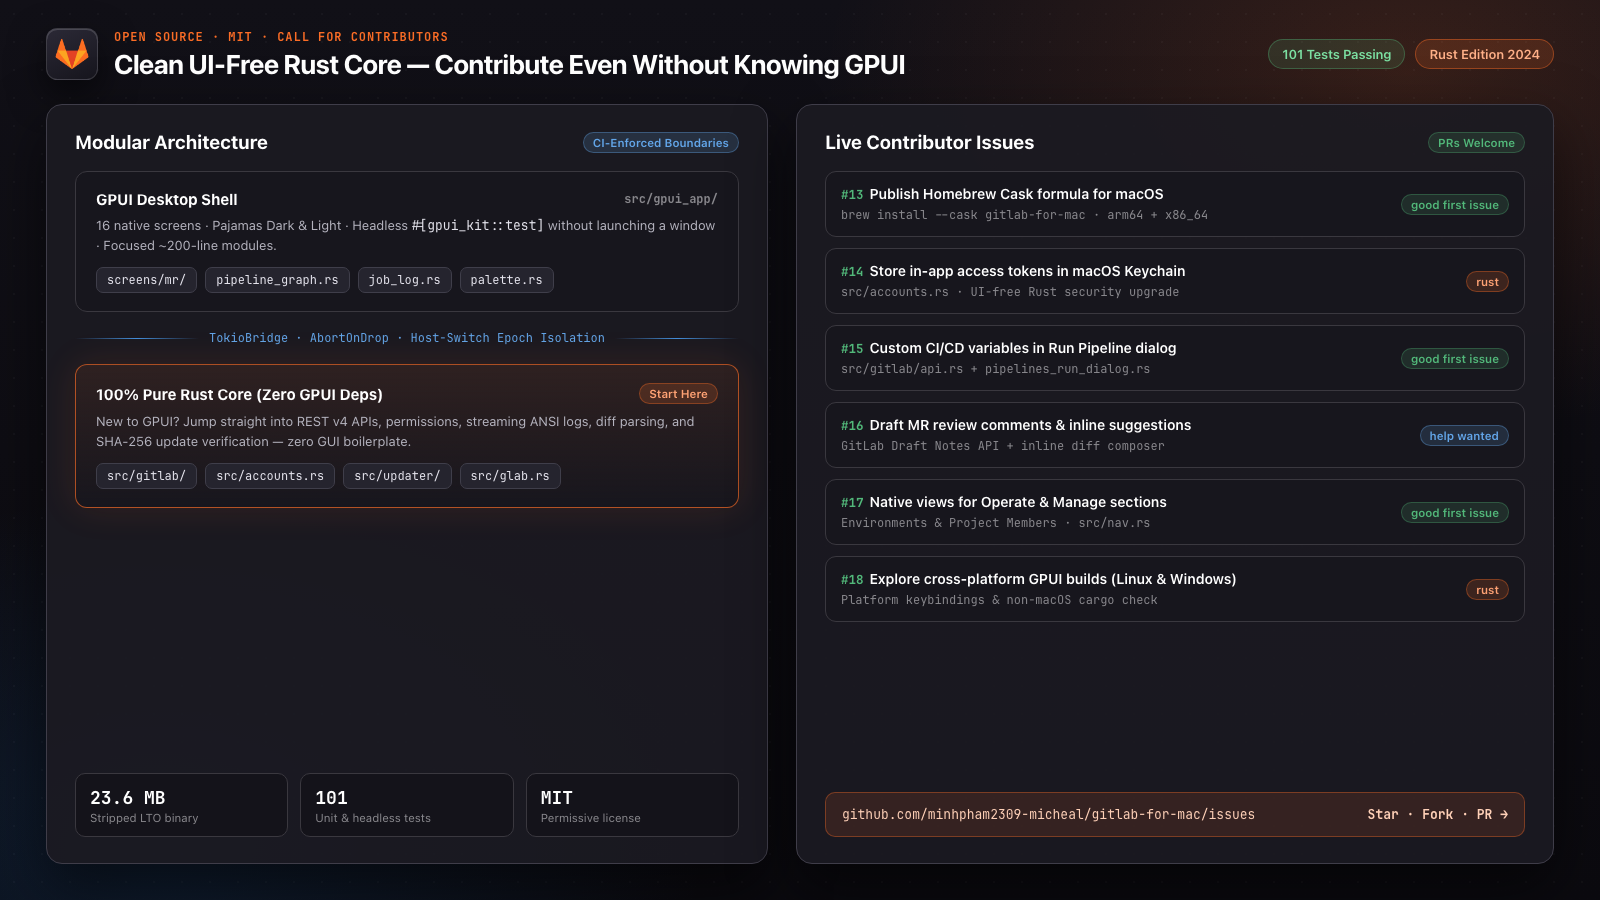 OPEN SOURCE · MIT · CALL FOR CONTRIBUTORS
Clean UI-Free Rust Core — Contribute Even Without Knowing GPUI
101 Tests Passing
Rust Edition 2024
Modular Architecture
CI-Enforced Boundaries
GPUI Desktop Shell
src/gpui_app/
16 native screens · Pajamas Dark & Light · Headless #[gpui_kit::test] without launching a window
· Focused ~200-line modules.
screens/mr/
pipeline_graph.rs
job_log.rs
palette.rs
TokioBridge · AbortOnDrop · Host-Switch Epoch Isolation
100% Pure Rust Core (Zero GPUI Deps)
Start Here
New to GPUI? Jump straight into REST v4 APIs, permissions, streaming ANSI logs, diff parsing, and
SHA-256 update verification — zero GUI boilerplate.
src/gitlab/
src/accounts.rs
src/updater/
src/glab.rs
23.6 MB
Stripped LTO binary
101
Unit & headless tests
MIT
Permissive license
Live Contributor Issues
PRs Welcome
#13 Publish Homebrew Cask formula for macOS
brew install --cask gitlab-for-mac · arm64 + x86_64
good first issue
#14 Store in-app access tokens in macOS Keychain
src/accounts.rs · UI-free Rust security upgrade
rust
#15 Custom CI/CD variables in Run Pipeline dialog
src/gitlab/api.rs + pipelines_run_dialog.rs
good first issue
#16 Draft MR review comments & inline suggestions
GitLab Draft Notes API + inline diff composer
help wanted
#17 Native views for Operate & Manage sections
Environments & Project Members · src/nav.rs
good first issue
#18 Explore cross-platform GPUI builds (Linux & Windows)
Platform keybindings & non-macOS cargo check
rust
github.com/minhpham2309-micheal/gitlab-for-mac/issues
Star · Fork · PR →